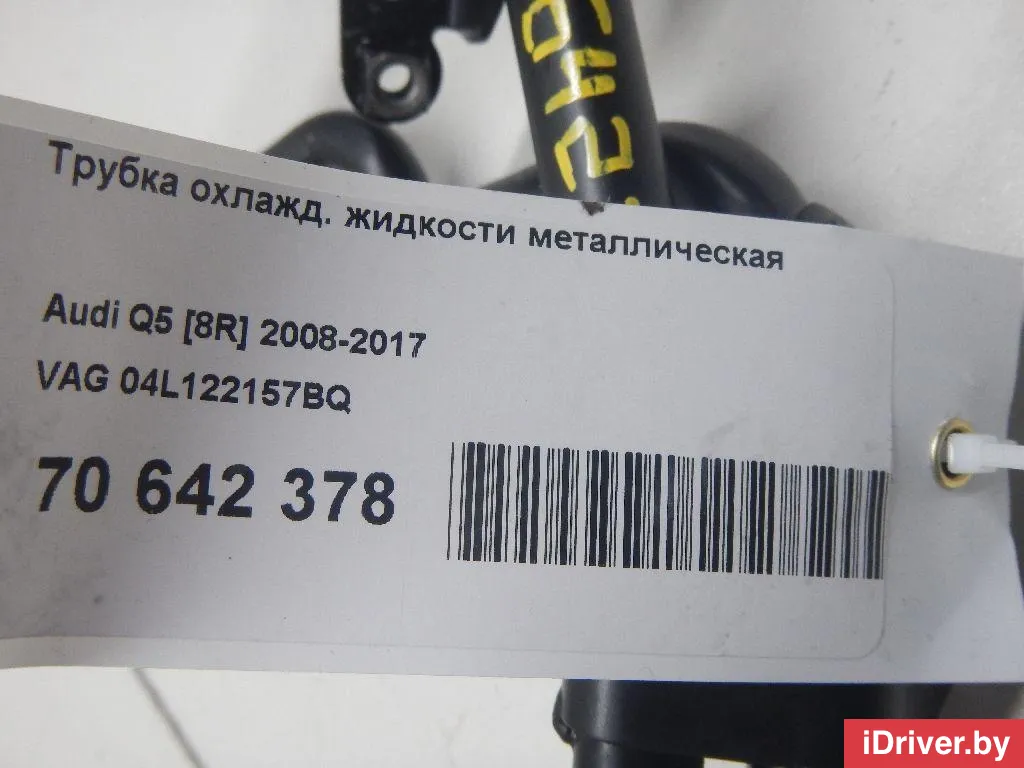 Трубка охлажд. жидкости металлическая
Audi Q5 [8R] 2008-2017
VAG 04L122157BQ
70 642 378
iDriver.by